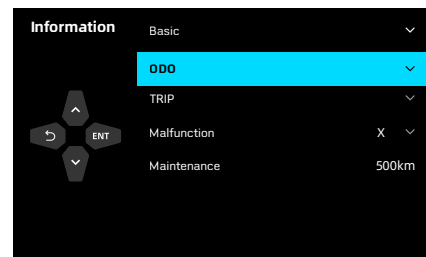 Information
Basic
ODO
TRIP
ENT
Malfunction X
Maintenance 500km